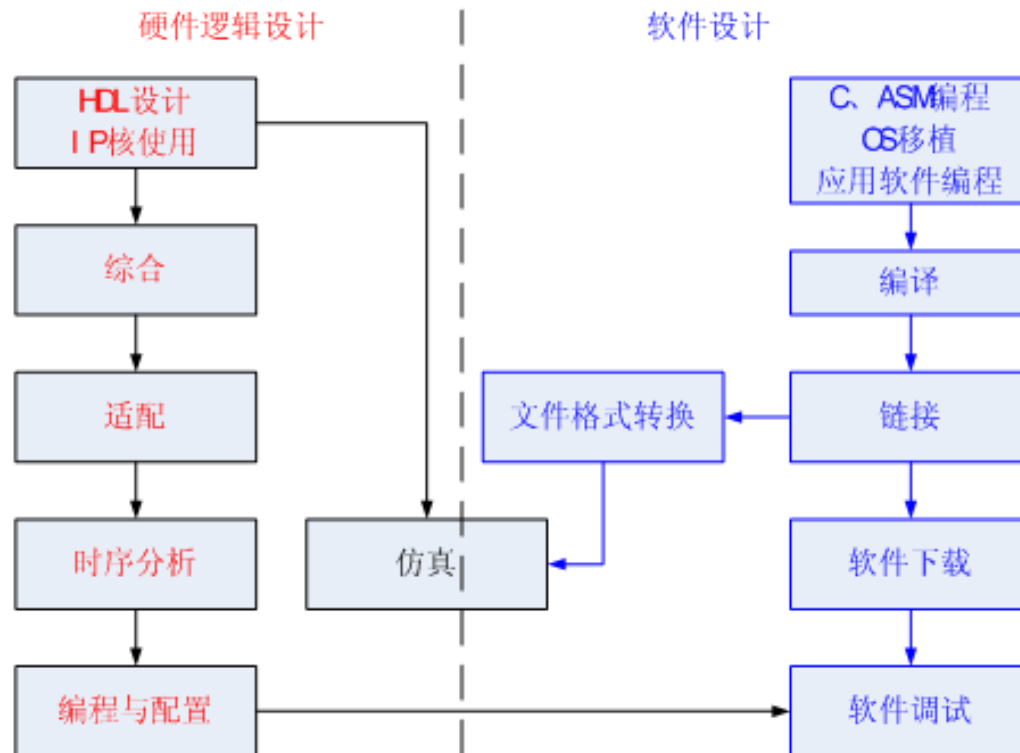 硬件逻辑设计
软件设计
HDL设计
IP核使用
C、ASM编程
OS移植
应用软件编程
综合
编译
适配
文件格式转换
链接
时序分析
仿真
软件下载
编程与配置
软件调试